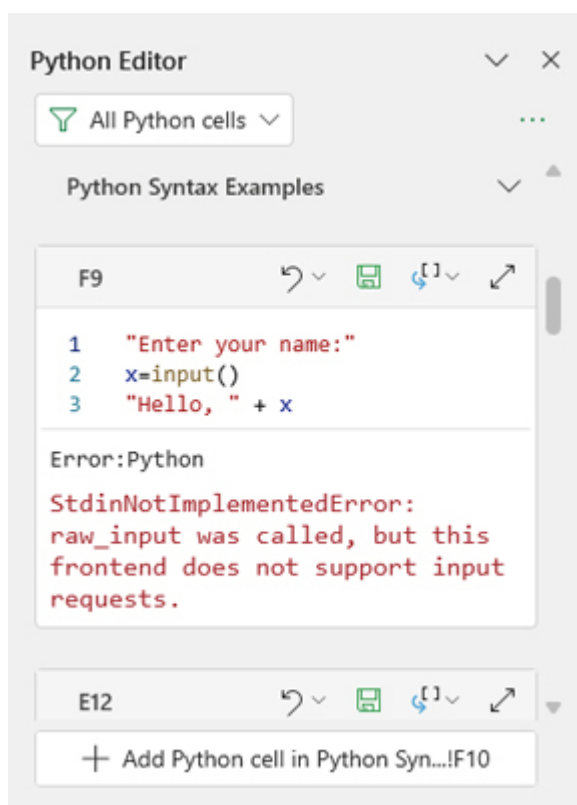 Python Editor
All Python cells
Python Syntax Examples
F9
1 "Enter your name:"
2 x=input()
3 "Hello, " + x
Error:Python
StdinNotImplementedError:
raw_input was called, but this
frontend does not support input
requests.
E12
Add Python cell in Python Syn...!F10